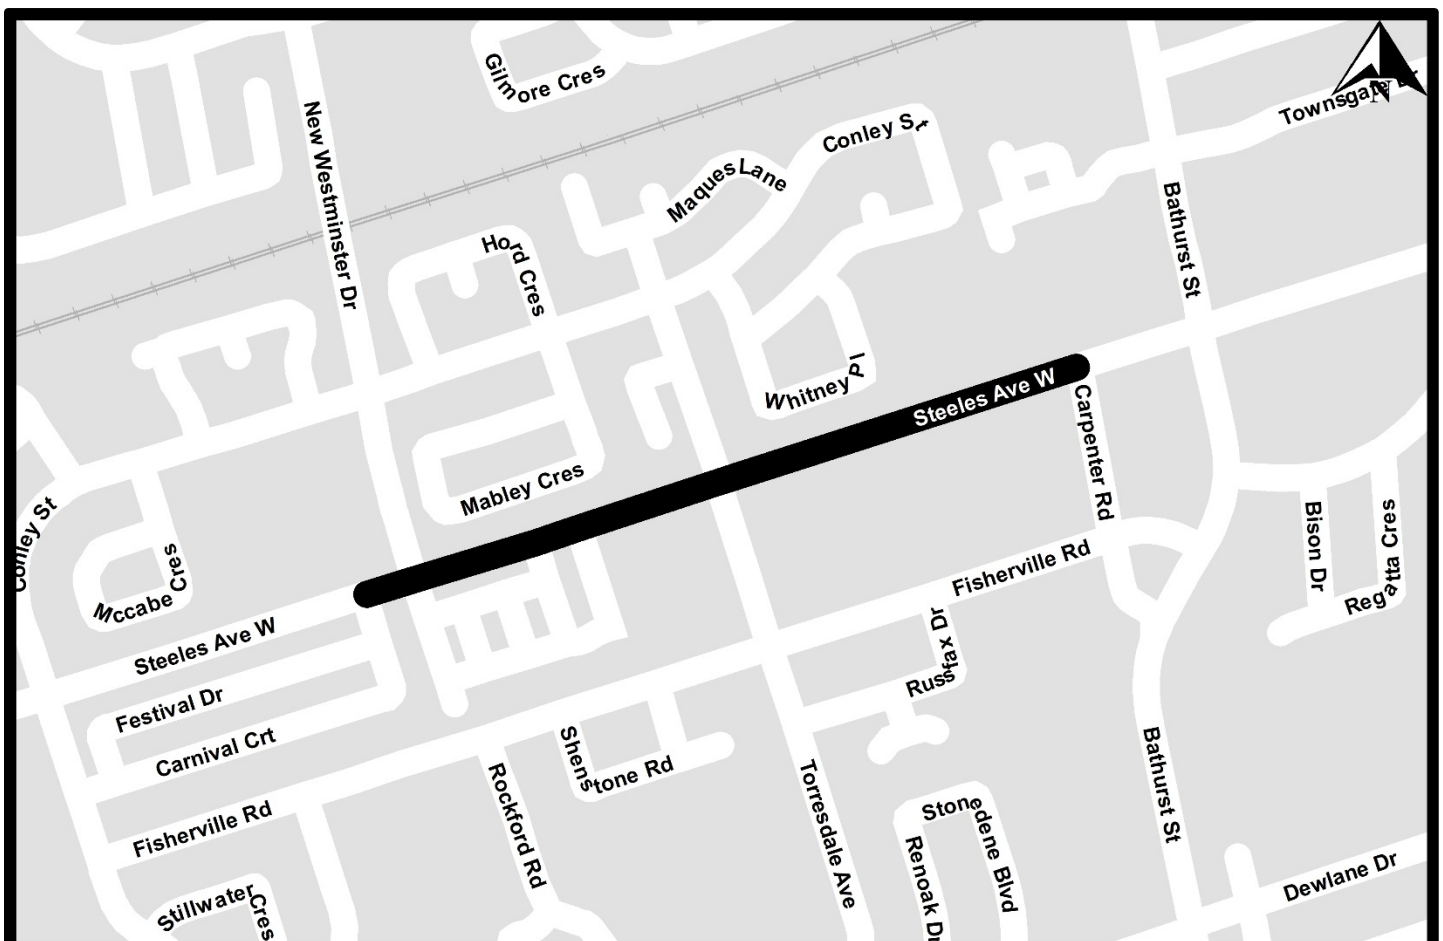 Gilmore Cres
N
Townsgate Dr
New Westminster Dr
Conley St
Maques Lane
Bathurst St
Hord Cres
Whitney Pl
Steeles Ave W
Carpenter Rd
Mabley Cres
Conley St
Mccabe Cres
Bison Dr
Regatta Cres
Fisherville Rd
Steeles Ave W
Russfax Dr
Festival Dr
Carnival Crt
Shenstone Rd
Rockford Rd
Torresdale Ave
Bathurst St
Fisherville Rd
Stonedene Blvd
Renoak Dr
Dewlane Dr
Stillwater Cres